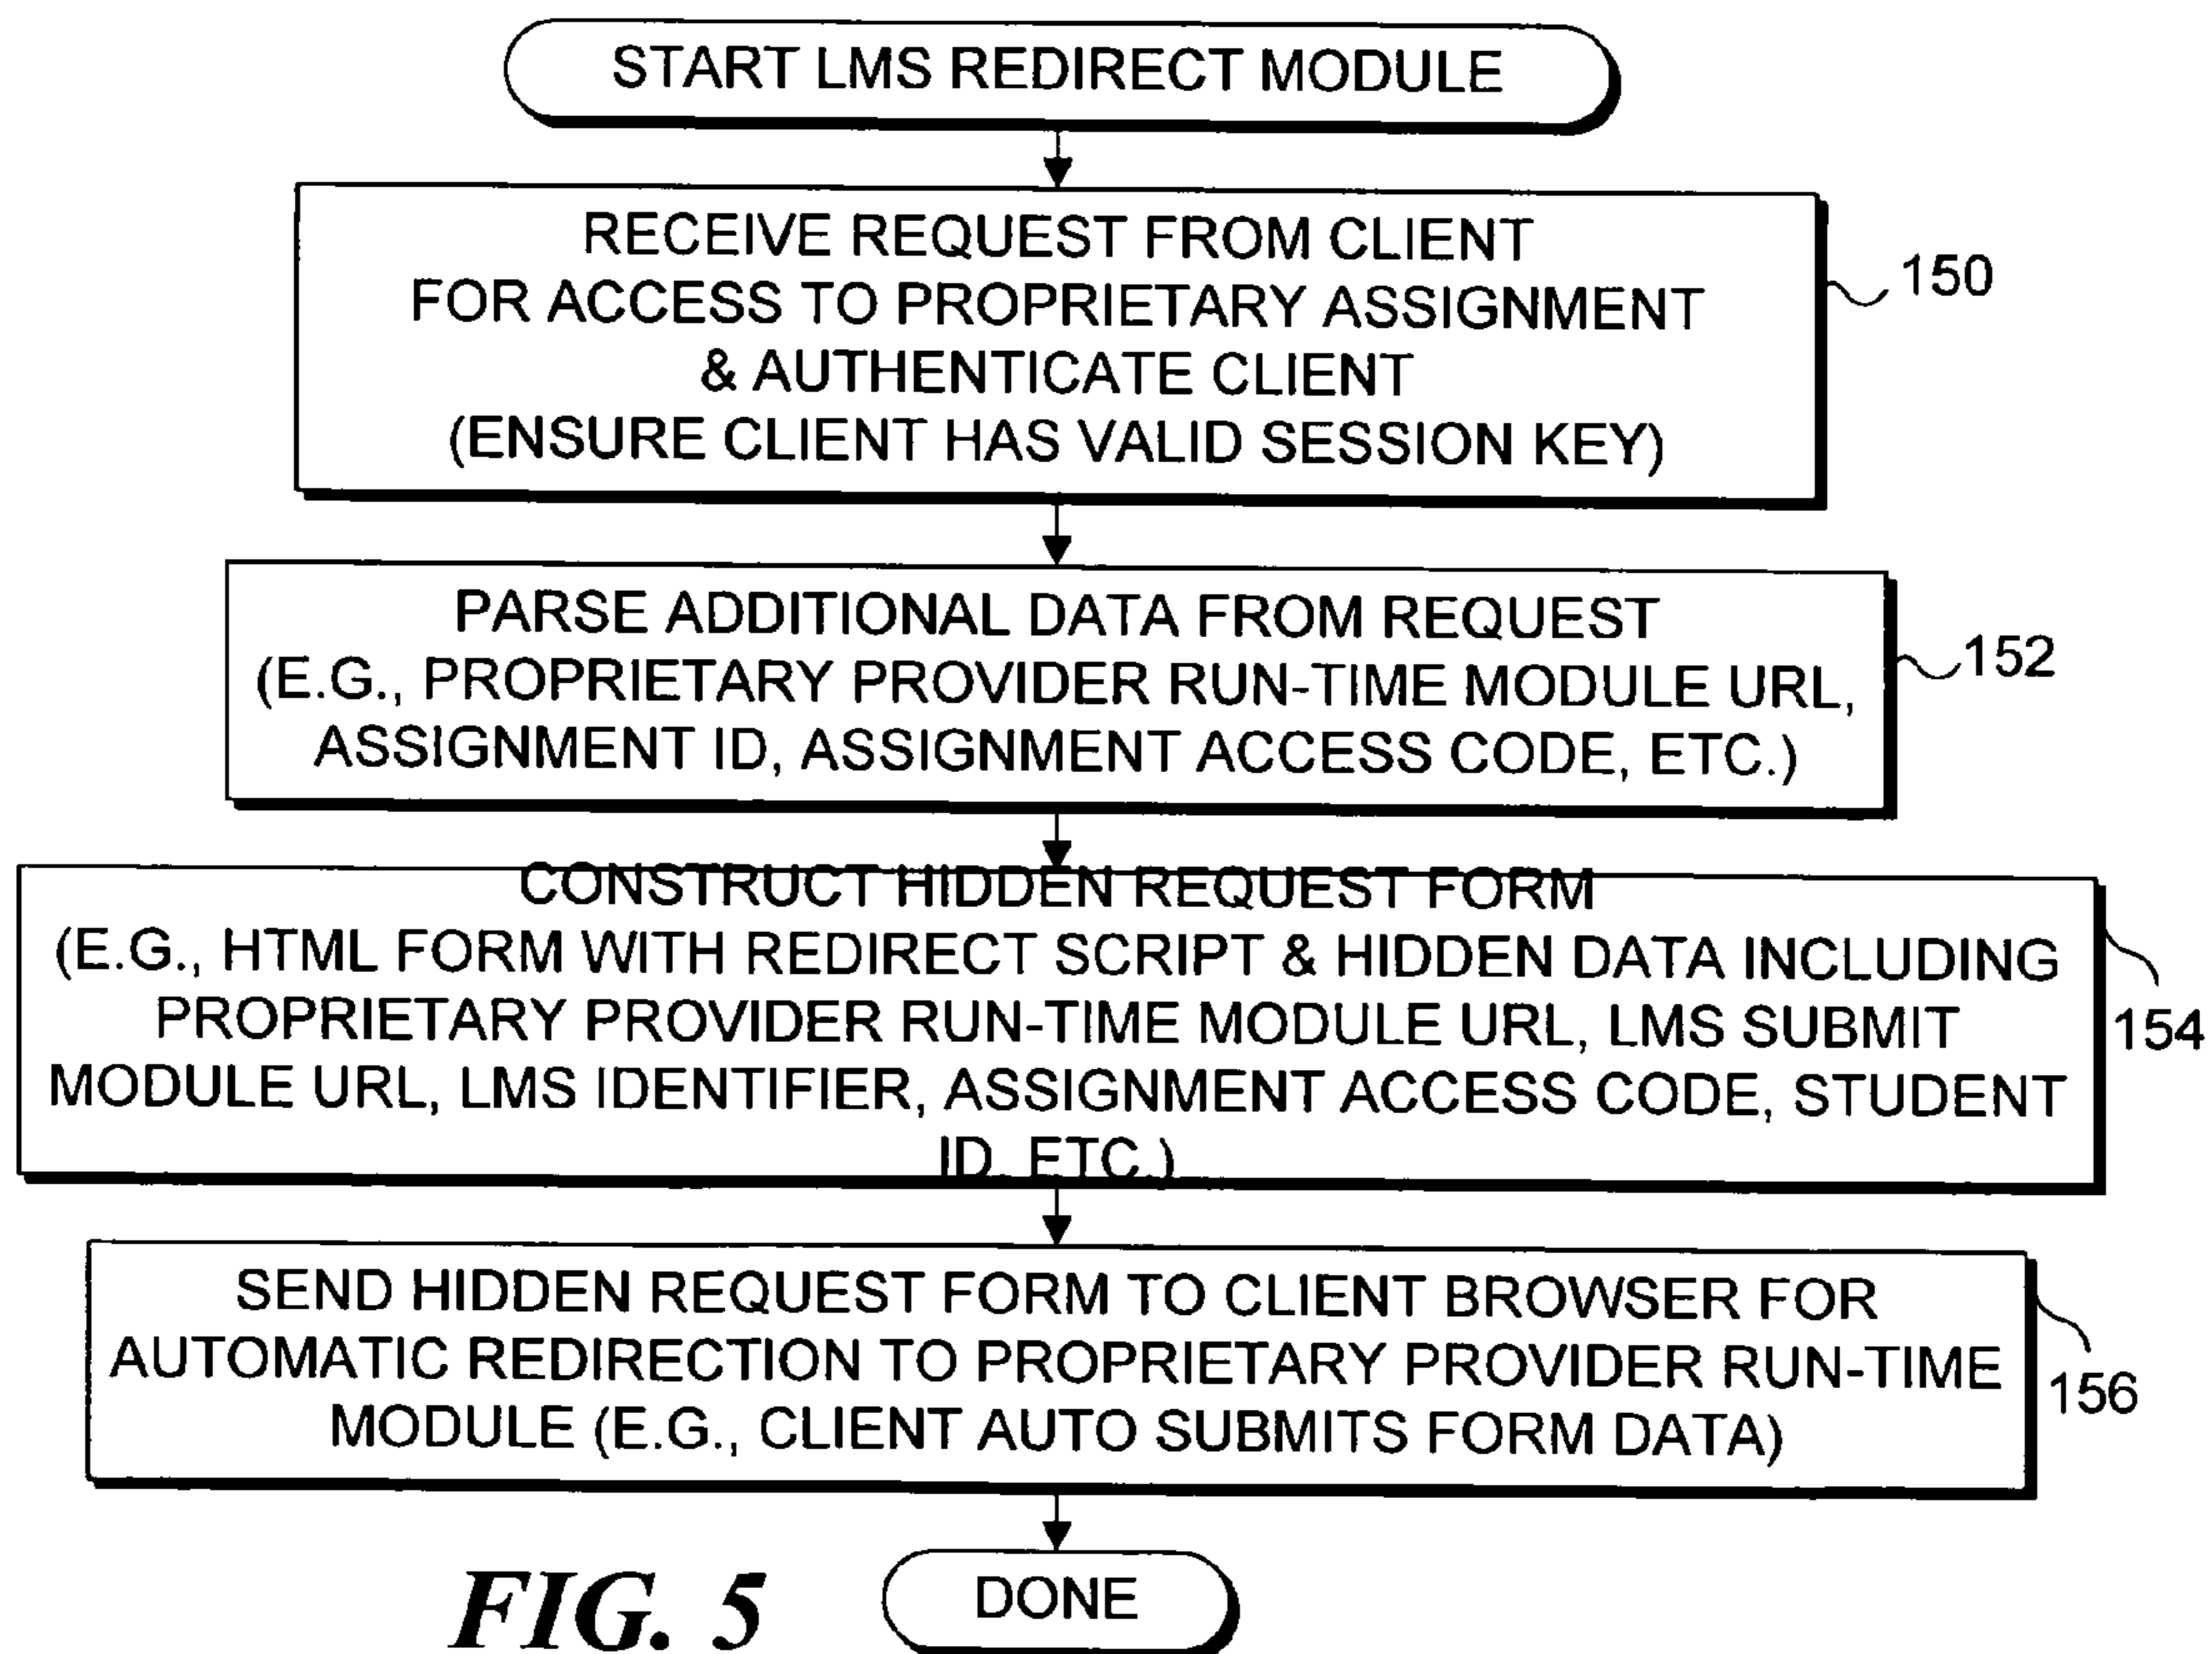 START LMS REDIRECT MODULE
RECEIVE REQUEST FROM CLIENT
FOR ACCESS TO PROPRIETARY ASSIGNMENT
& AUTHENTICATE CLIENT
(ENSURE CLIENT HAS VALID SESSION KEY)
150
PARSE ADDITIONAL DATA FROM REQUEST
(E.G., PROPRIETARY PROVIDER RUN-TIME MODULE URL,
ASSIGNMENT ID, ASSIGNMENT ACCESS CODE, ETC.)
152
CONSTRUCT HIDDEN REQUEST FORM
(E.G., HTML FORM WITH REDIRECT SCRIPT & HIDDEN DATA INCLUDING
PROPRIETARY PROVIDER RUN-TIME MODULE URL, LMS SUBMIT
MODULE URL, LMS IDENTIFIER, ASSIGNMENT ACCESS CODE, STUDENT
ID, ETC.)
154
SEND HIDDEN REQUEST FORM TO CLIENT BROWSER FOR
AUTOMATIC REDIRECTION TO PROPRIETARY PROVIDER RUN-TIME
MODULE (E.G., CLIENT AUTO SUBMITS FORM DATA)
156
DONE
FIG. 5